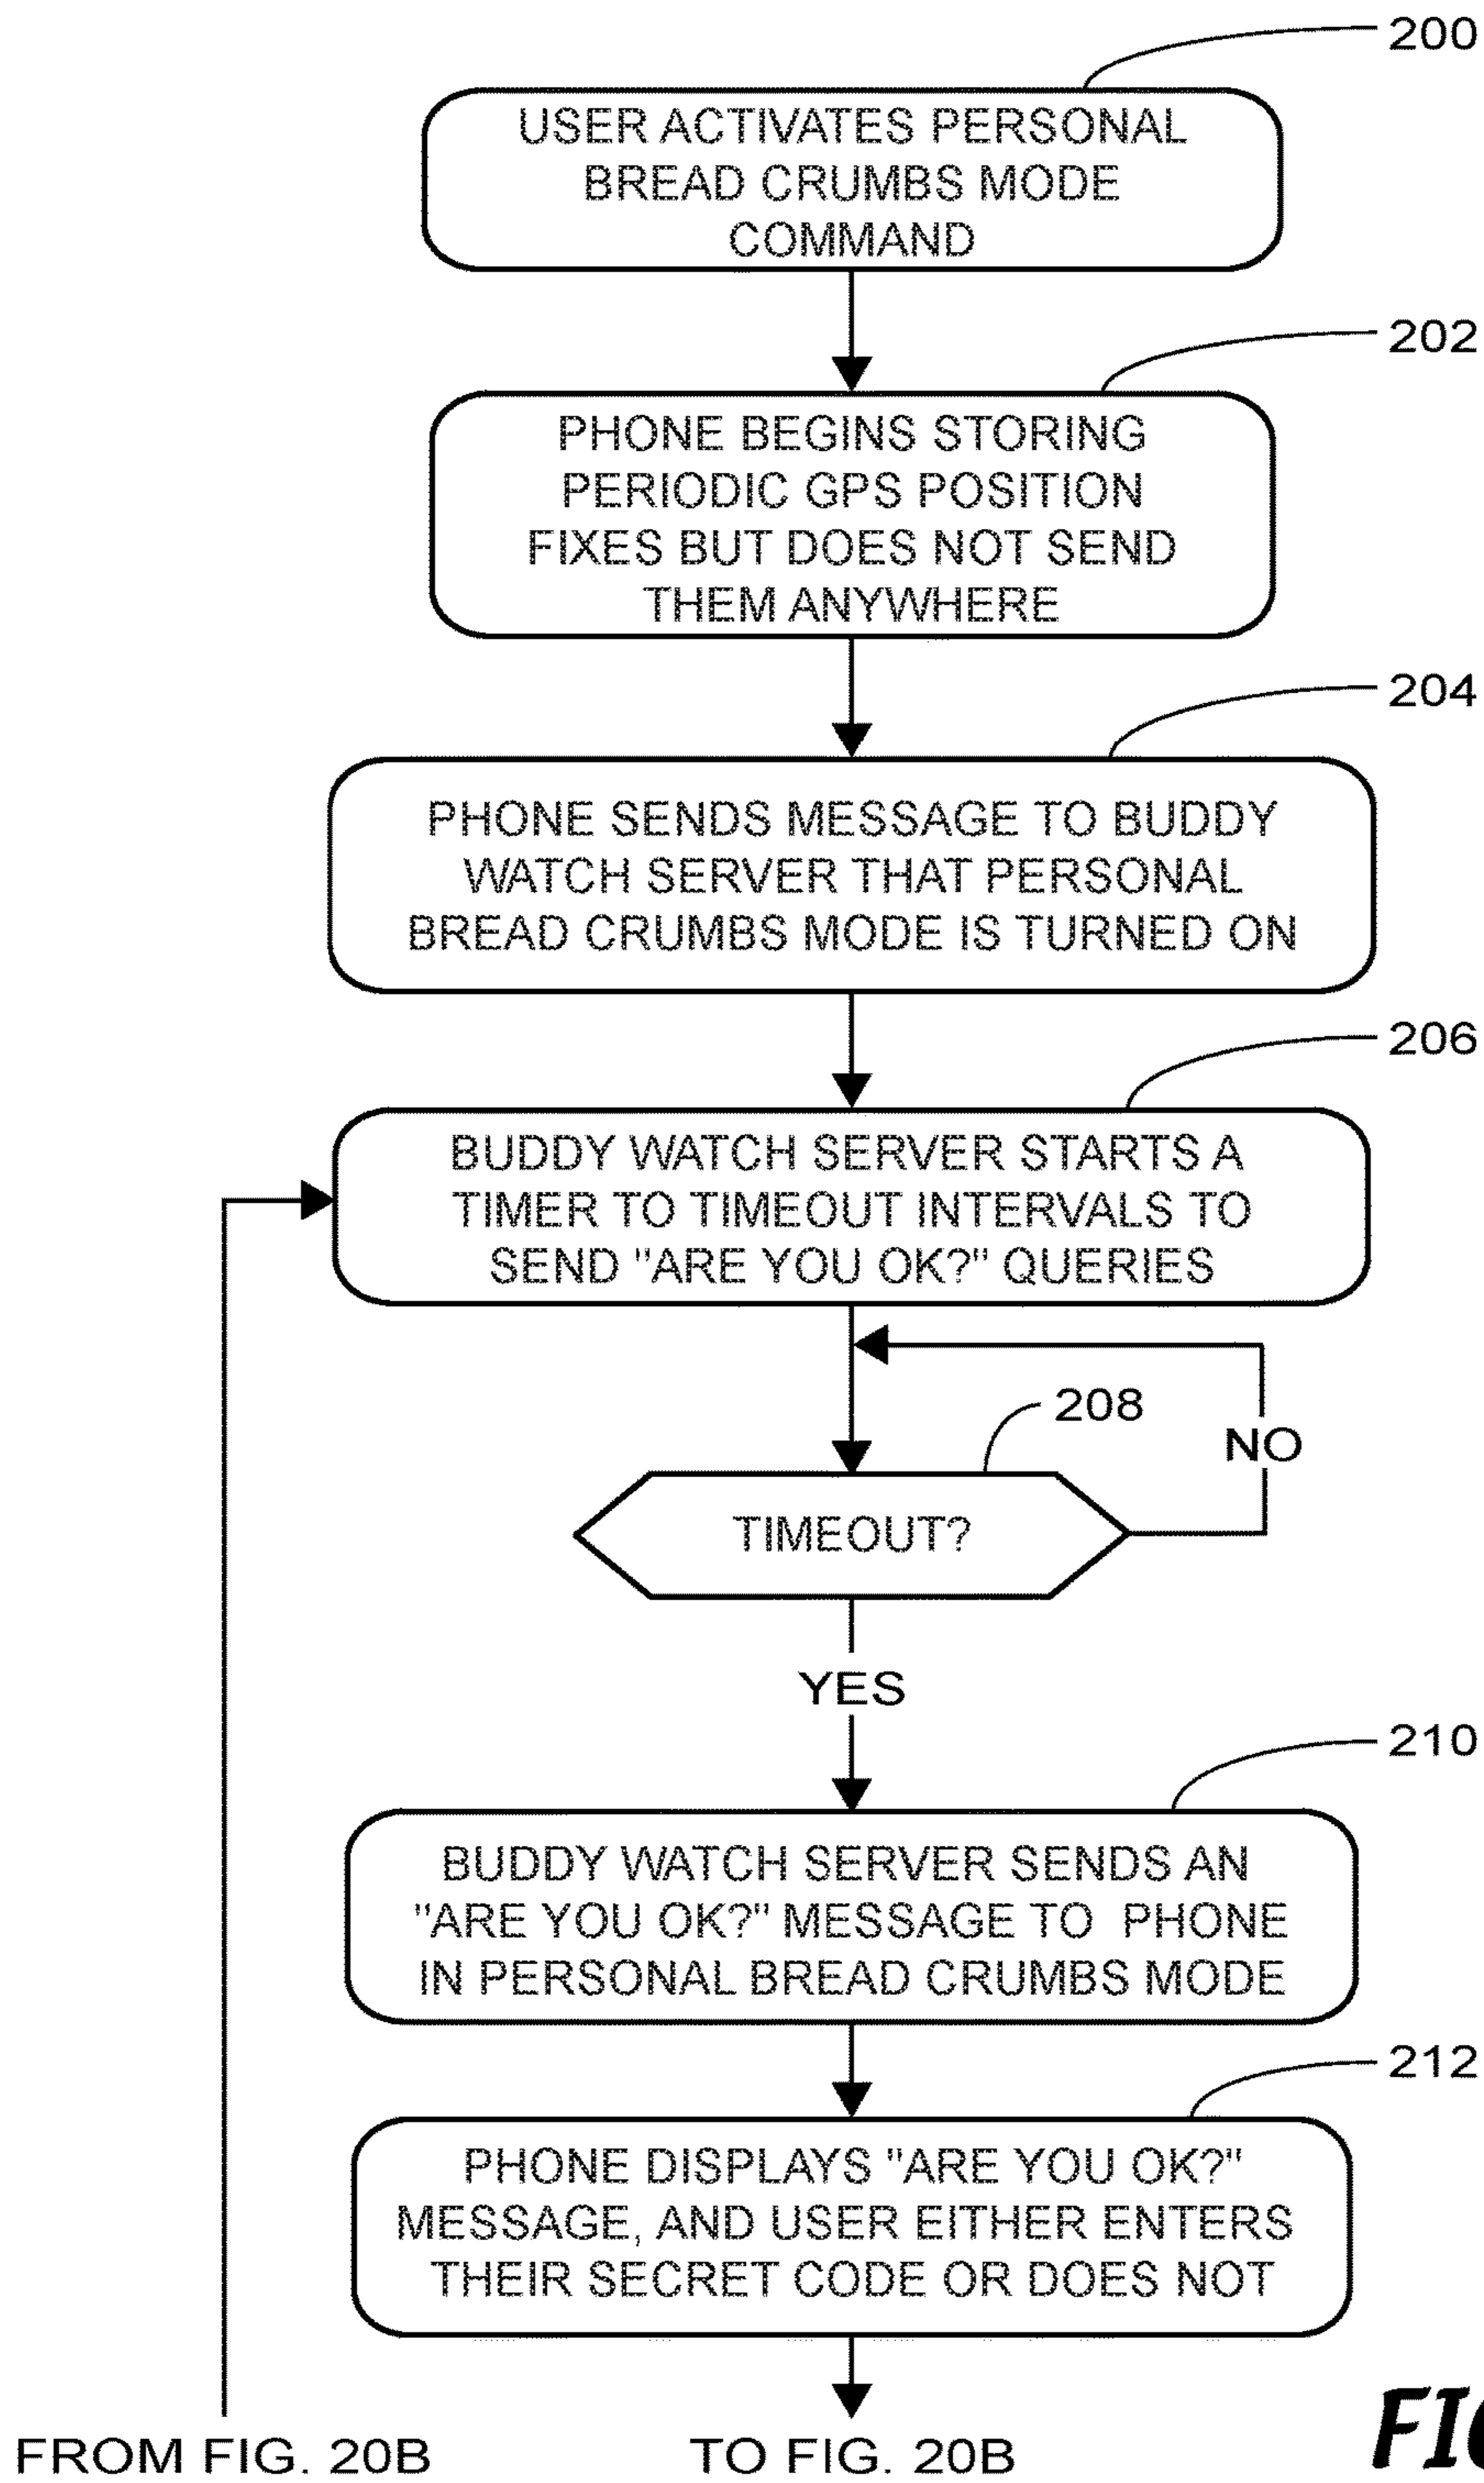 200
USER ACTIVATES PERSONAL
BREAD CRUMBS MODE
COMMAND
202
PHONE BEGINS STORING
PERIODIC GPS POSITION
FIXES BUT DOES NOT SEND
THEM ANYWHERE
204
PHONE SENDS MESSAGE TO BUDDY
WATCH SERVER THAT PERSONAL
BREAD CRUMBS MODE IS TURNED ON
206
BUDDY WATCH SERVER STARTS A
TIMER TO TIMEOUT INTERVALS TO
SEND "ARE YOU OK?" QUERIES
208
NO
TIMEOUT?
YES
210
BUDDY WATCH SERVER SENDS AN
"ARE YOU OK?" MESSAGE TO PHONE
IN PERSONAL BREAD CRUMBS MODE
212
PHONE DISPLAYS "ARE YOU OK?"
MESSAGE, AND USER EITHER ENTERS
THEIR SECRET CODE OR DOES NOT
FROM FIG. 20B
TO FIG. 20B